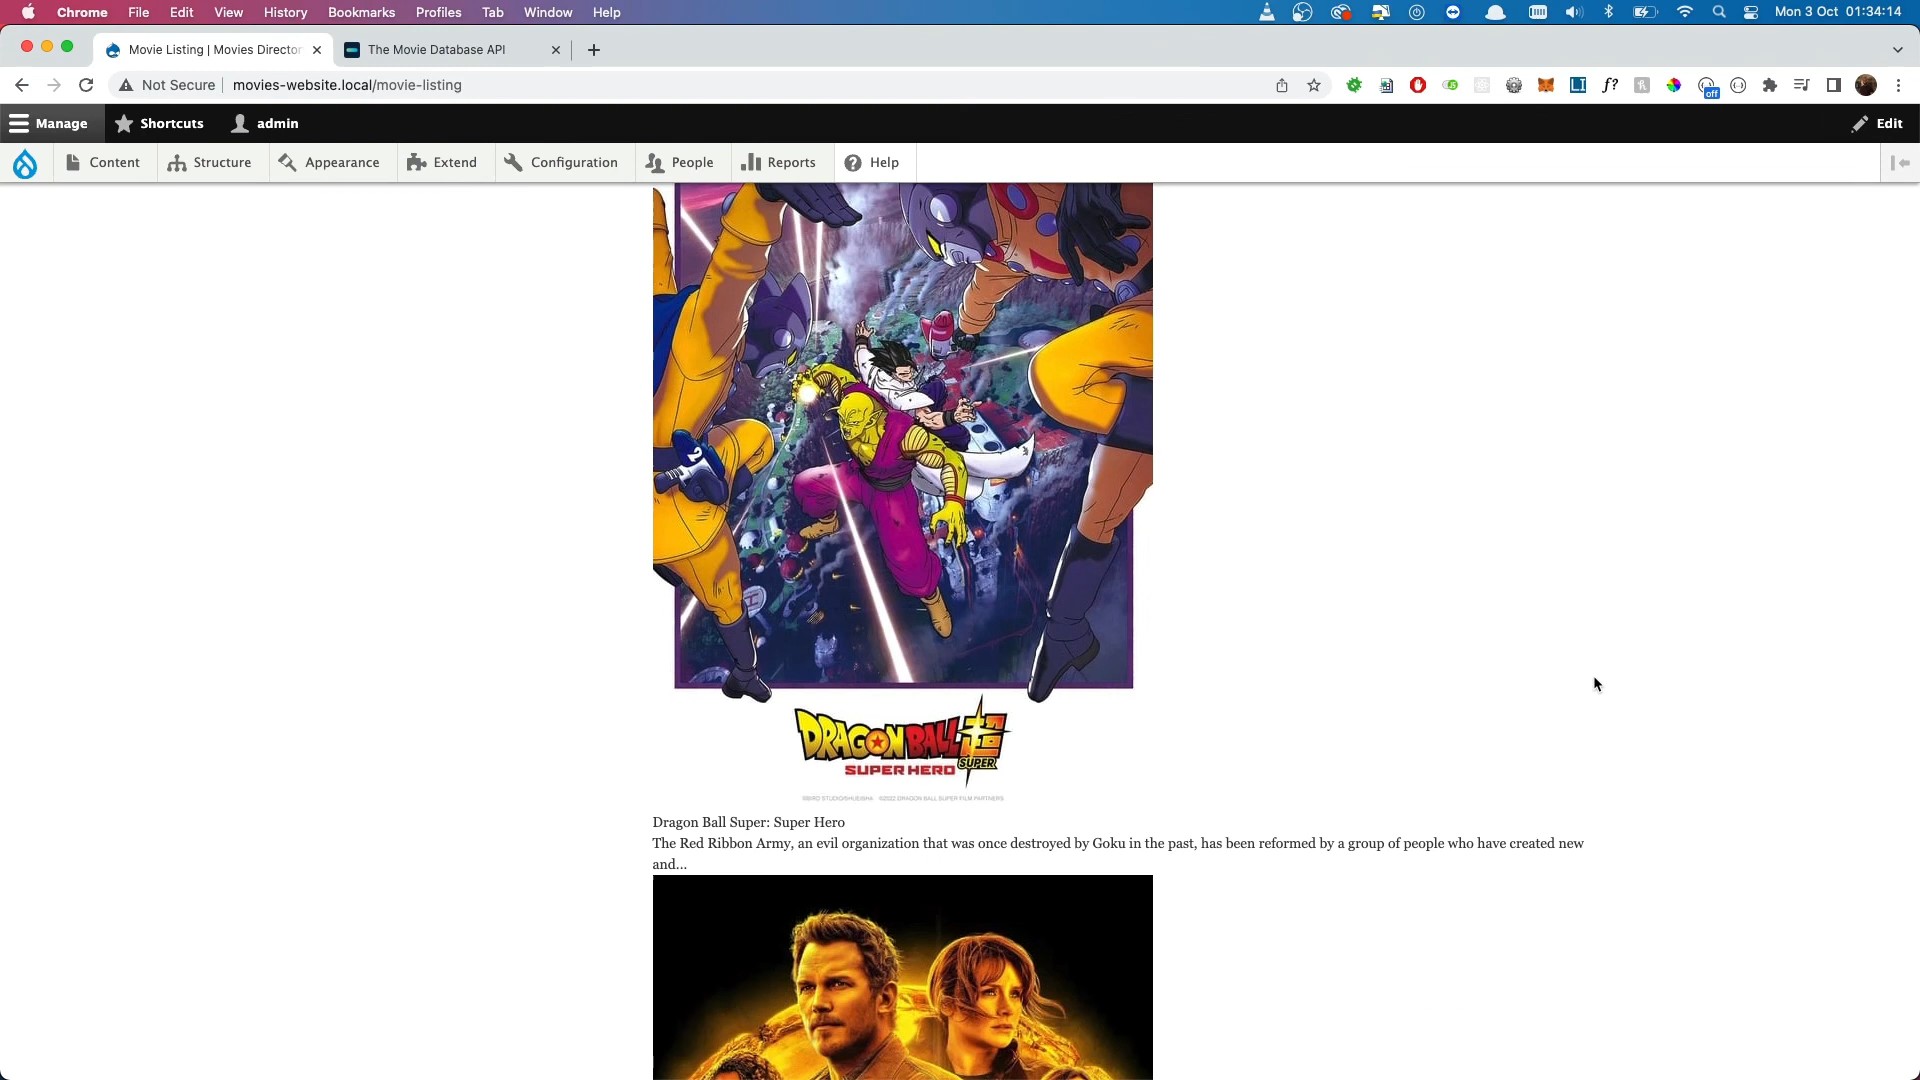 Chrome File Edit View History Bookmarks Profiles Tab Window Help Mon 3 Oct 01:34:14
Movie Listing | Movies Director The Movie Database API
Not Secure movies-website.local/movie-listing
off
Manage Shortcuts admin Edit
Content Structure Appearance Extend Configuration People Reports Help
2
DRAGON BALL
SUPER
SUPER HERO
Dragon Ball Super: Super Hero
The Red Ribbon Army, an evil organization that was once destroyed by Goku in the past, has been reformed by a group of people who have created new
and...